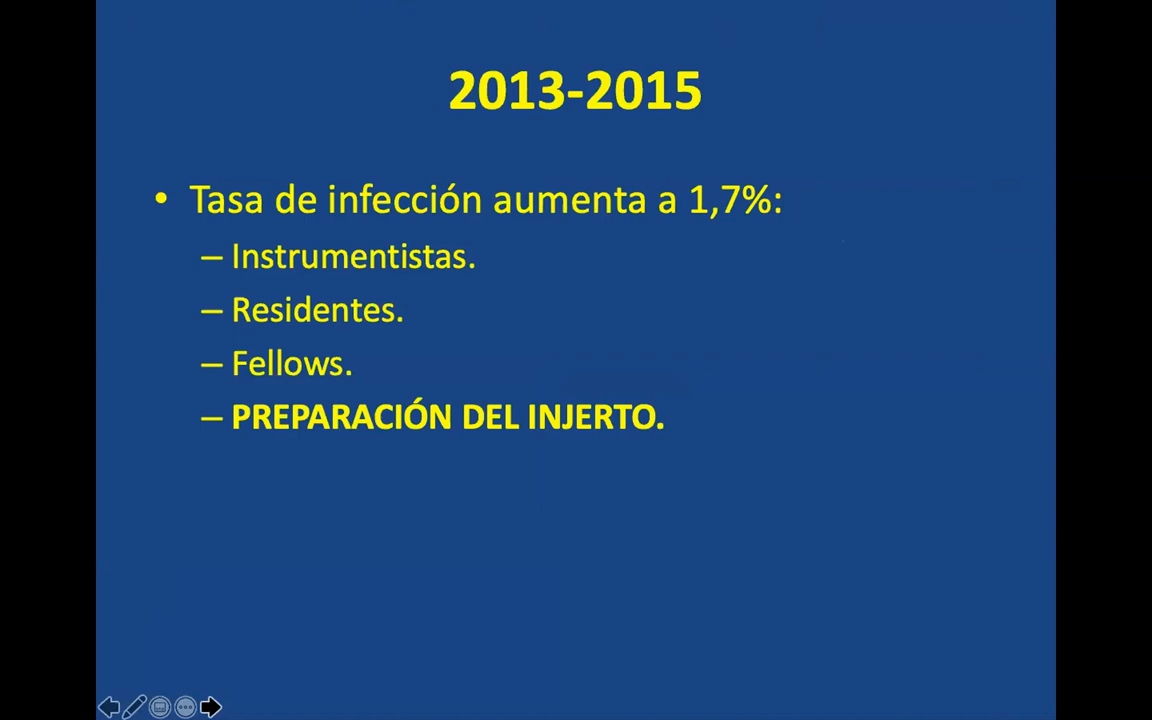 2013-2015
• Tasa de infección aumenta a 1,7%:
– Instrumentistas.
– Residentes.
– Fellows.
– PREPARACIÓN DEL INJERTO.